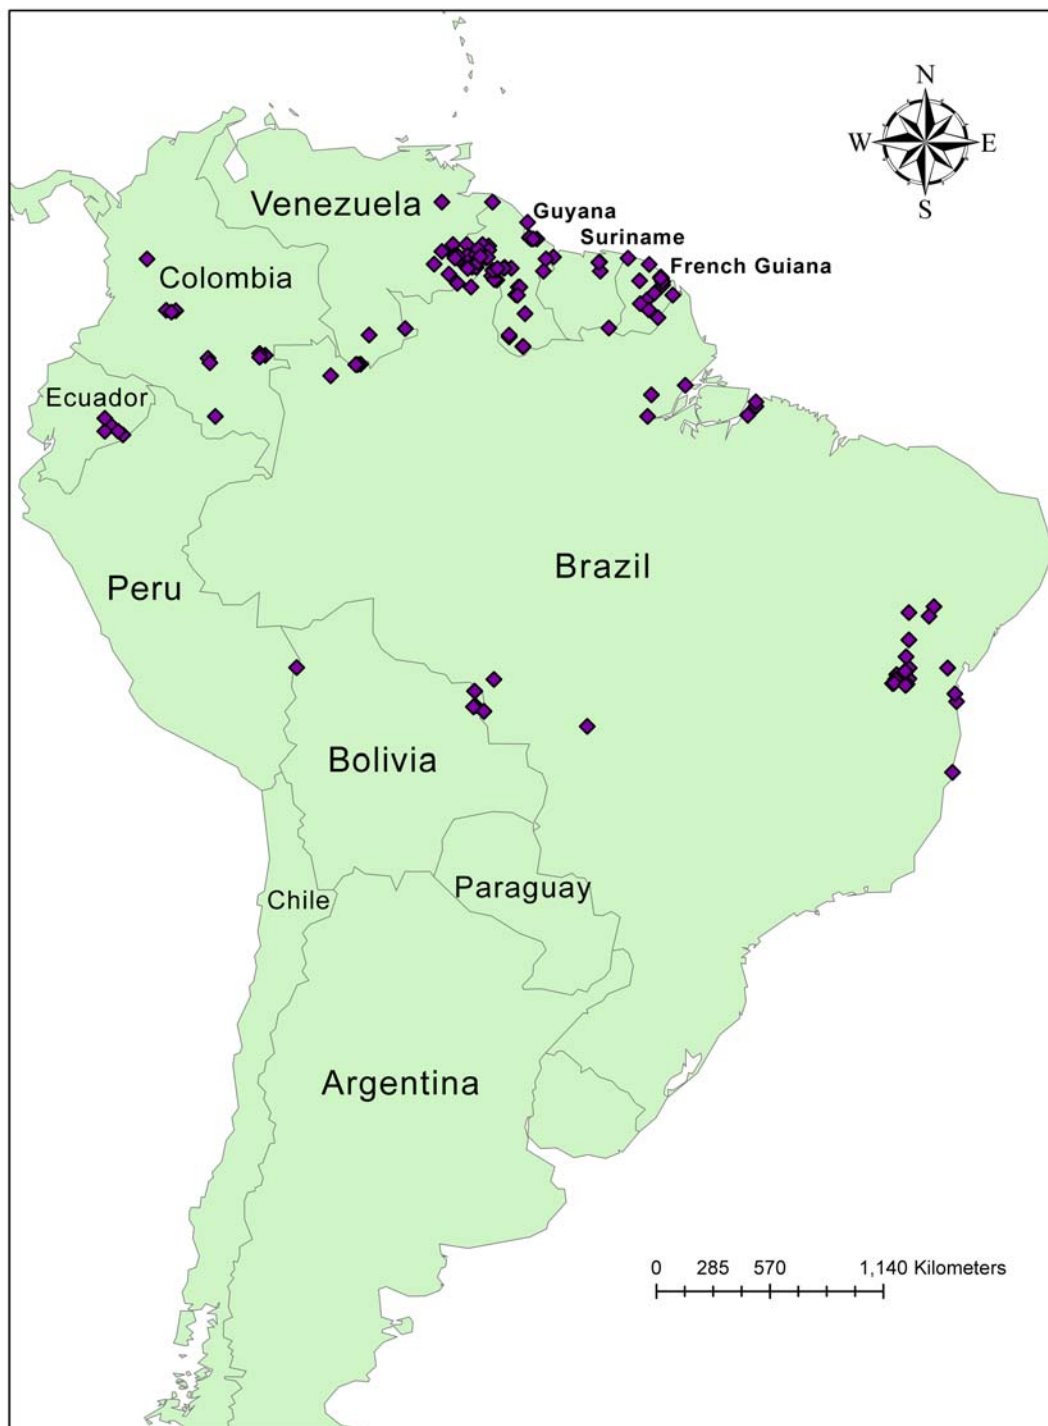 N
W E
S
Venezuela
Guyana
Suriname
French Guiana
Colombia
Ecuador
Brazil
Peru
Bolivia
Paraguay
Chile
Argentina
0 285 570 1,140 Kilometers